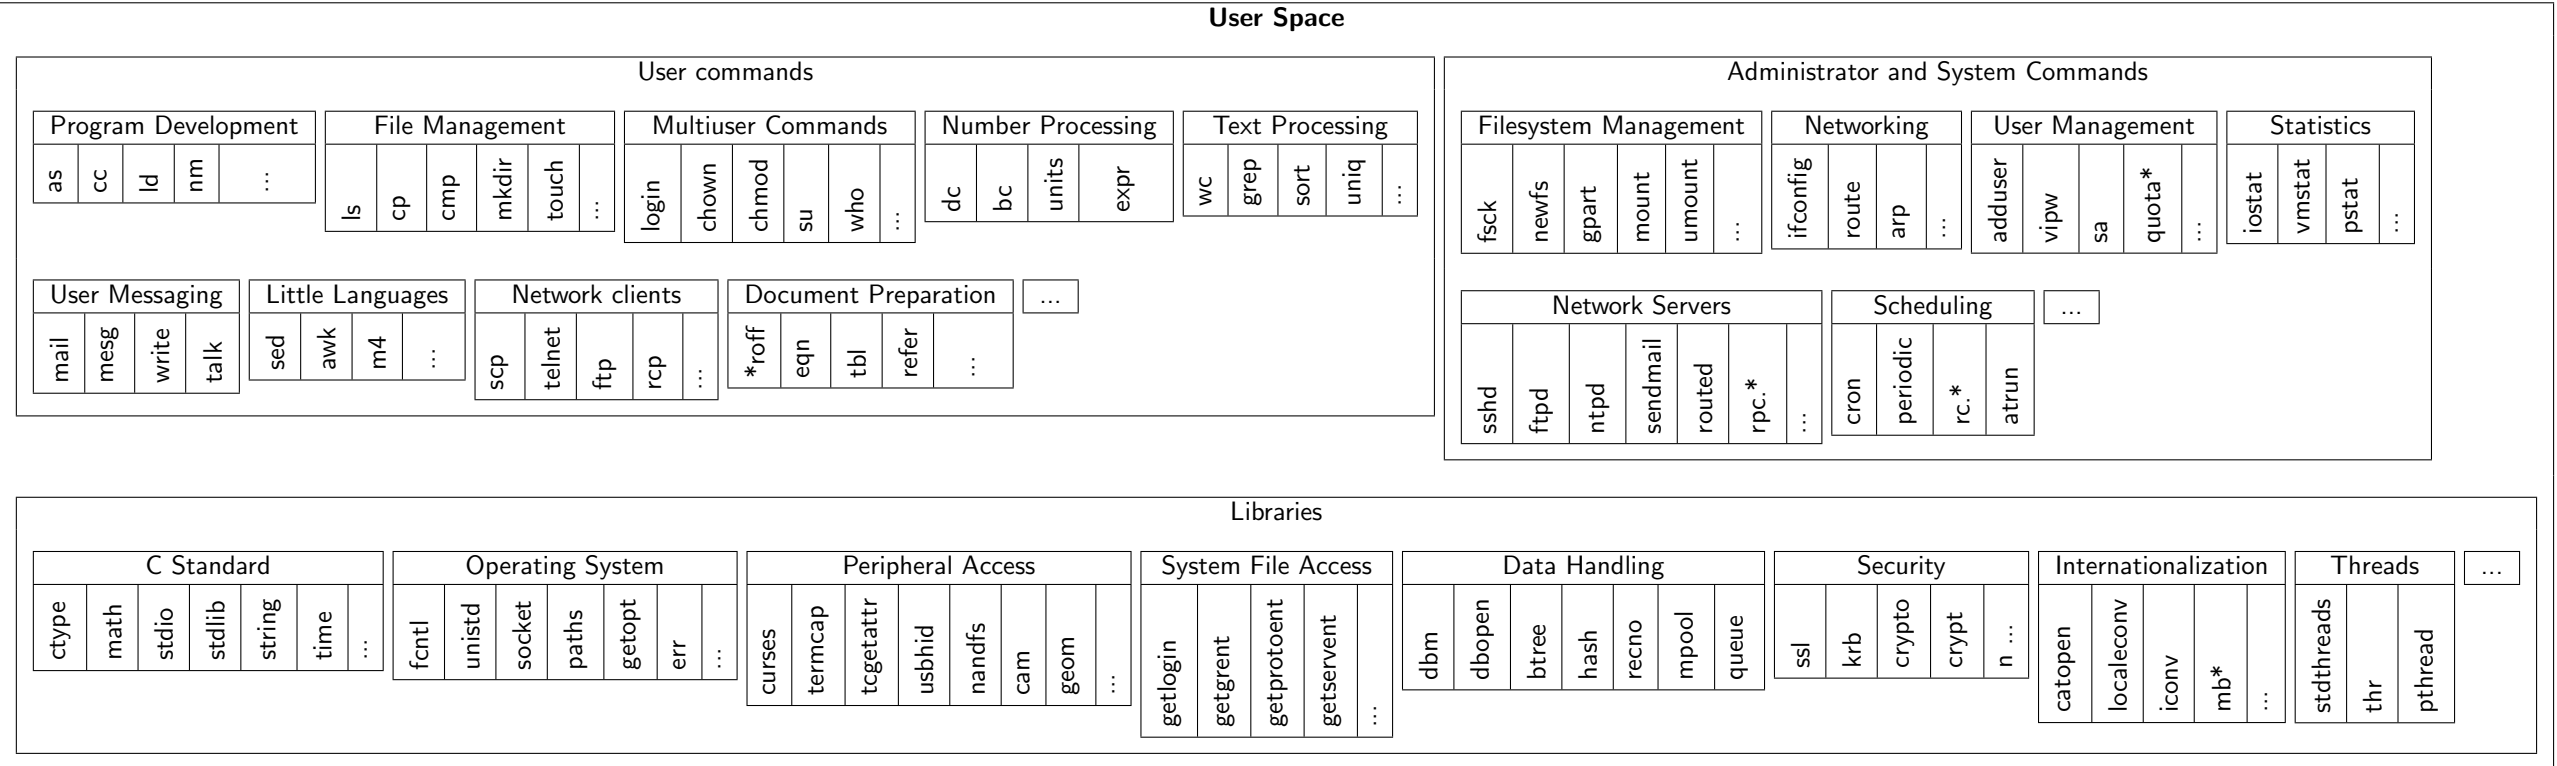 User Space
User commands
Program Development
as cc ld nm ...
File Management
ls cp cmp mkdir touch ...
Multiuser Commands
login chown chmod su who ...
Number Processing
dc bc units expr
Text Processing
wc grep sort uniq ...
User Messaging
mail mesg write talk
Little Languages
sed awk m4 ...
Network clients
scp telnet ftp rcp ...
Document Preparation
*roff eqn tbl refer ...
...
Administrator and System Commands
Filesystem Management
fsck newfs gpart mount umount ...
Networking
ifconfig route arp ...
User Management
adduser vipw sa quota* ...
Statistics
iostat vmstat pstat ...
Network Servers
sshd ftpd ntpd sendmail routed rpc.* ...
Scheduling
cron periodic rc.* atrun
...
Libraries
C Standard
ctype math stdio stdlib string time ...
Operating System
fcntl unistd socket paths getopt err ...
Peripheral Access
curses termcap tcgetattr usbhid nandfs cam geom ...
System File Access
getlogin getgrent getprotoent getservent ...
Data Handling
dbm dbopen btree hash recno mpool queue
Security
ssl krb crypto crypt n ...
Internationalization
catopen localeconv iconv mb* ...
Threads
stdthreads thr pthread
...